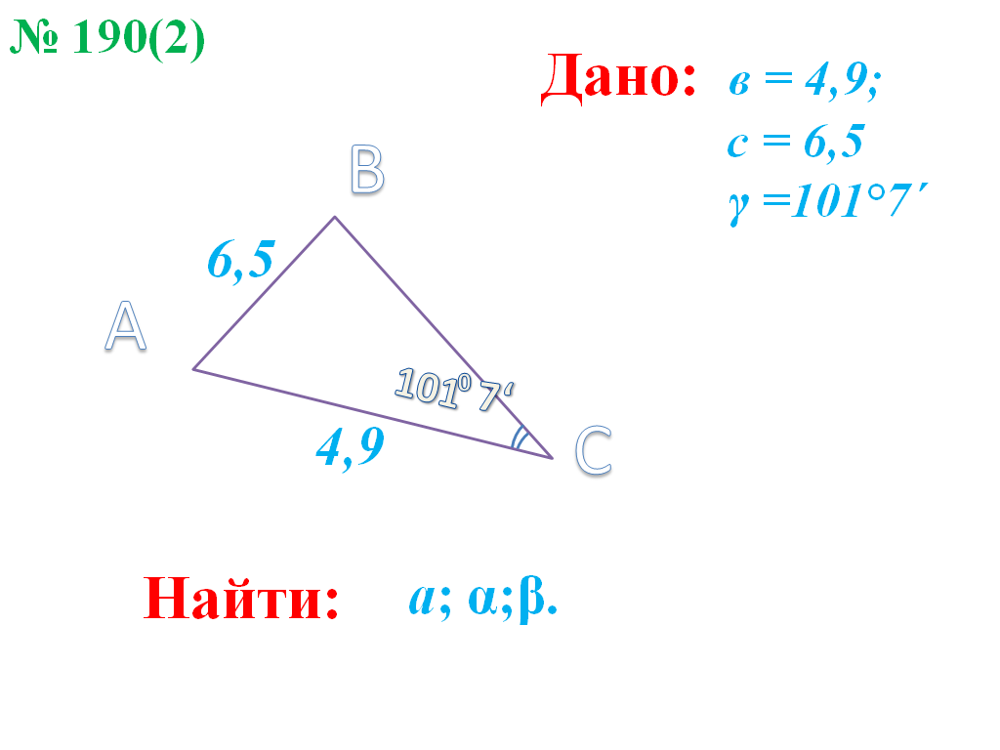 № 190(2)
Дано: в = 4,9;
с = 6,5
γ =101°7´
B
6,5
A
101⁰ 7‘
4,9
C
Найти: а; α;β.